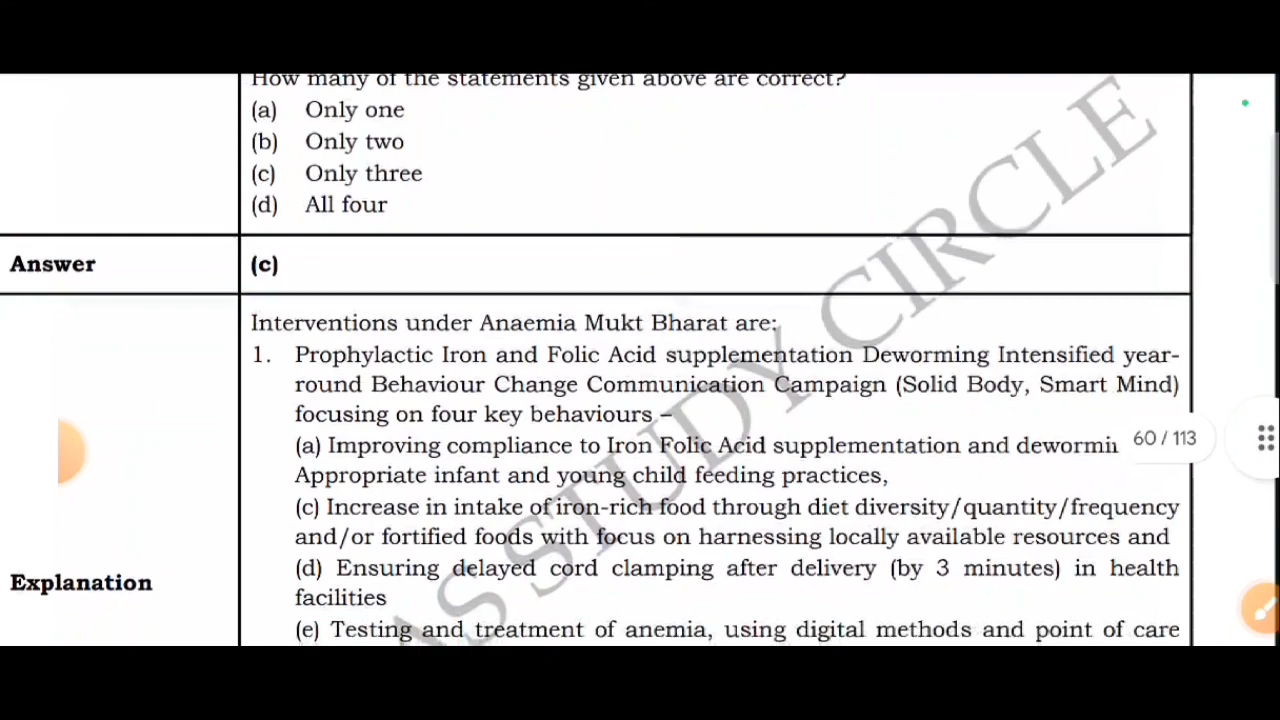 How many of the statements given above are correct?
(a) Only one
(b) Only two
(c) Only three
(d) All four
Answer
(c)
Interventions under Anaemia Mukt Bharat are:
1. Prophylactic Iron and Folic Acid supplementation Deworming Intensified year-
round Behaviour Change Communication Campaign (Solid Body, Smart Mind)
focusing on four key behaviours –
(a) Improving compliance to Iron Folic Acid supplementation and
60 / 113
Appropriate infant and young child feeding practices,
(c) Increase in intake of iron-rich food through diet diversity/quantity/frequency
and/or fortified foods with focus on harnessing locally available resources and
(d) Ensuring delayed cord clamping after delivery (by 3 minutes) in health
Explanation
facilities
(e) Testing and treatment of anemia, using digital methods and point of care
AS STUDY CIRCLE